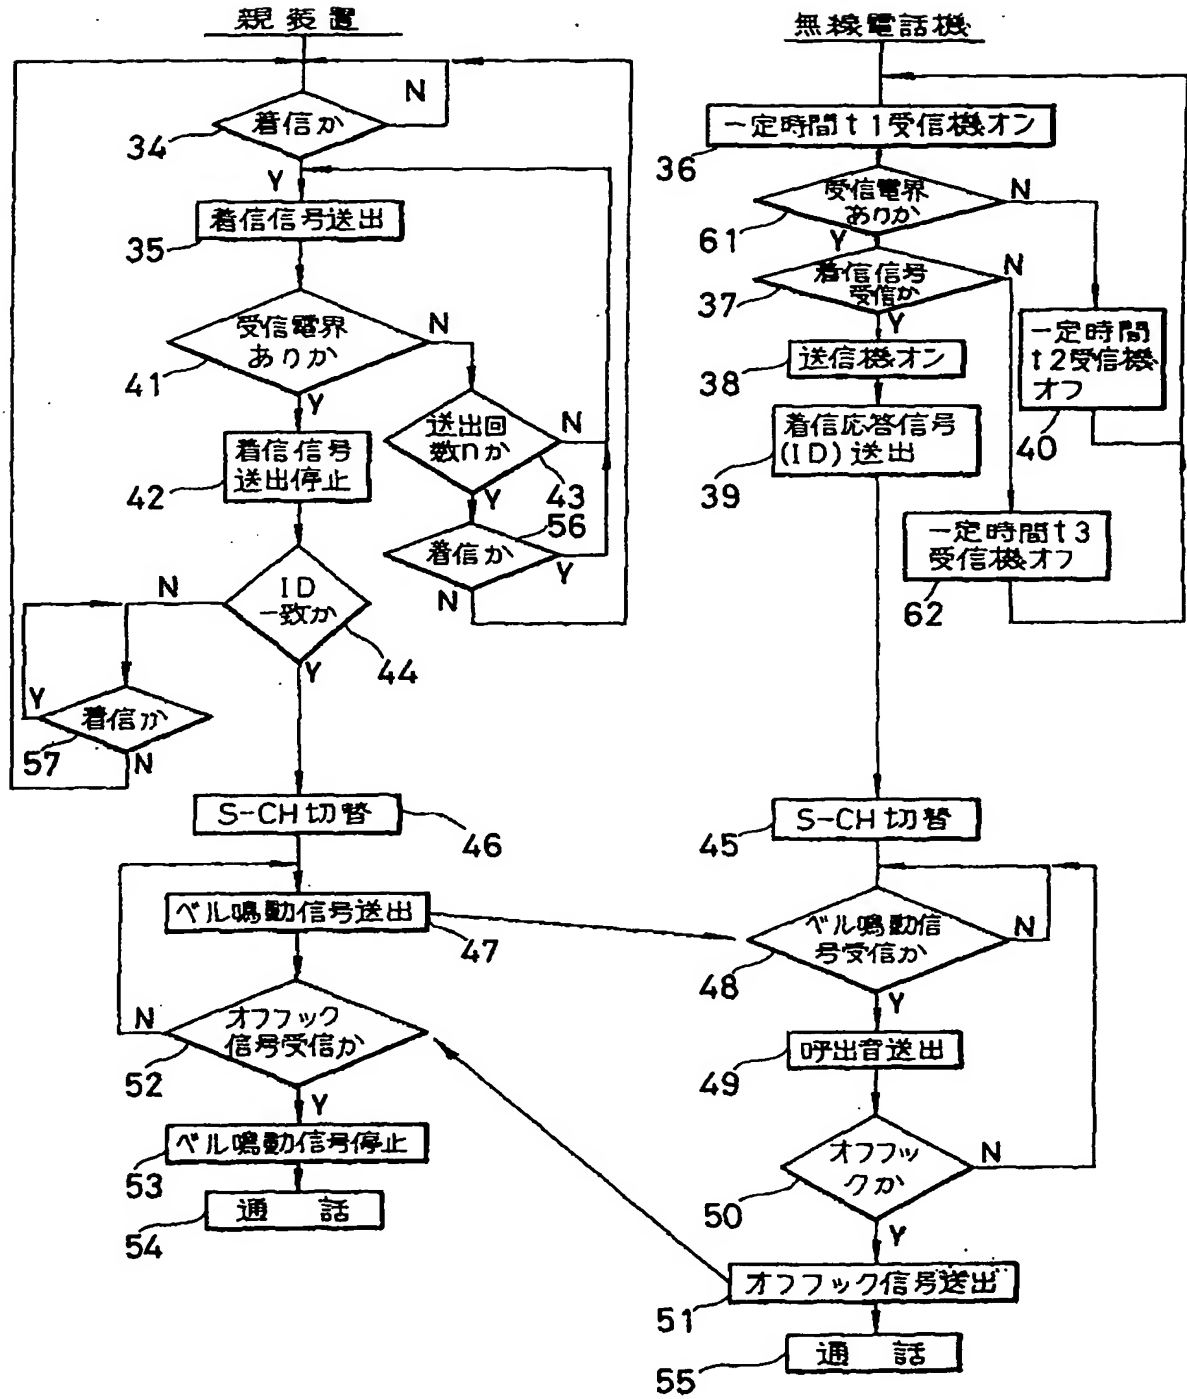 親装置
N
着信か
34
Y
着信信号送出
35
受信電界
ありか
N
41
Y
着信信号
送出停止
42
送出回
数nか
N
43
Y
56
着信か
Y
N
ID
一致か
N
44
Y
Y
着信か
57
N
S-CH切替
46
ベル鳴動信号送出
47
オフフック
信号受信か
N
52
Y
ベル鳴動信号停止
53
通話
54
無線電話機
一定時間t1受信機オン
36
受信電界
ありか
N
61
Y
着信信号
受信か
N
37
Y
送信機オン
38
一定時間
t2受信機
オフ
40
着信応答信号
(ID)送出
39
一定時間t3
受信機オフ
62
S-CH切替
45
ベル鳴動信
号受信か
N
48
Y
呼出音送出
49
オフフッ
クか
N
50
Y
オフフック信号送出
51
通話
55